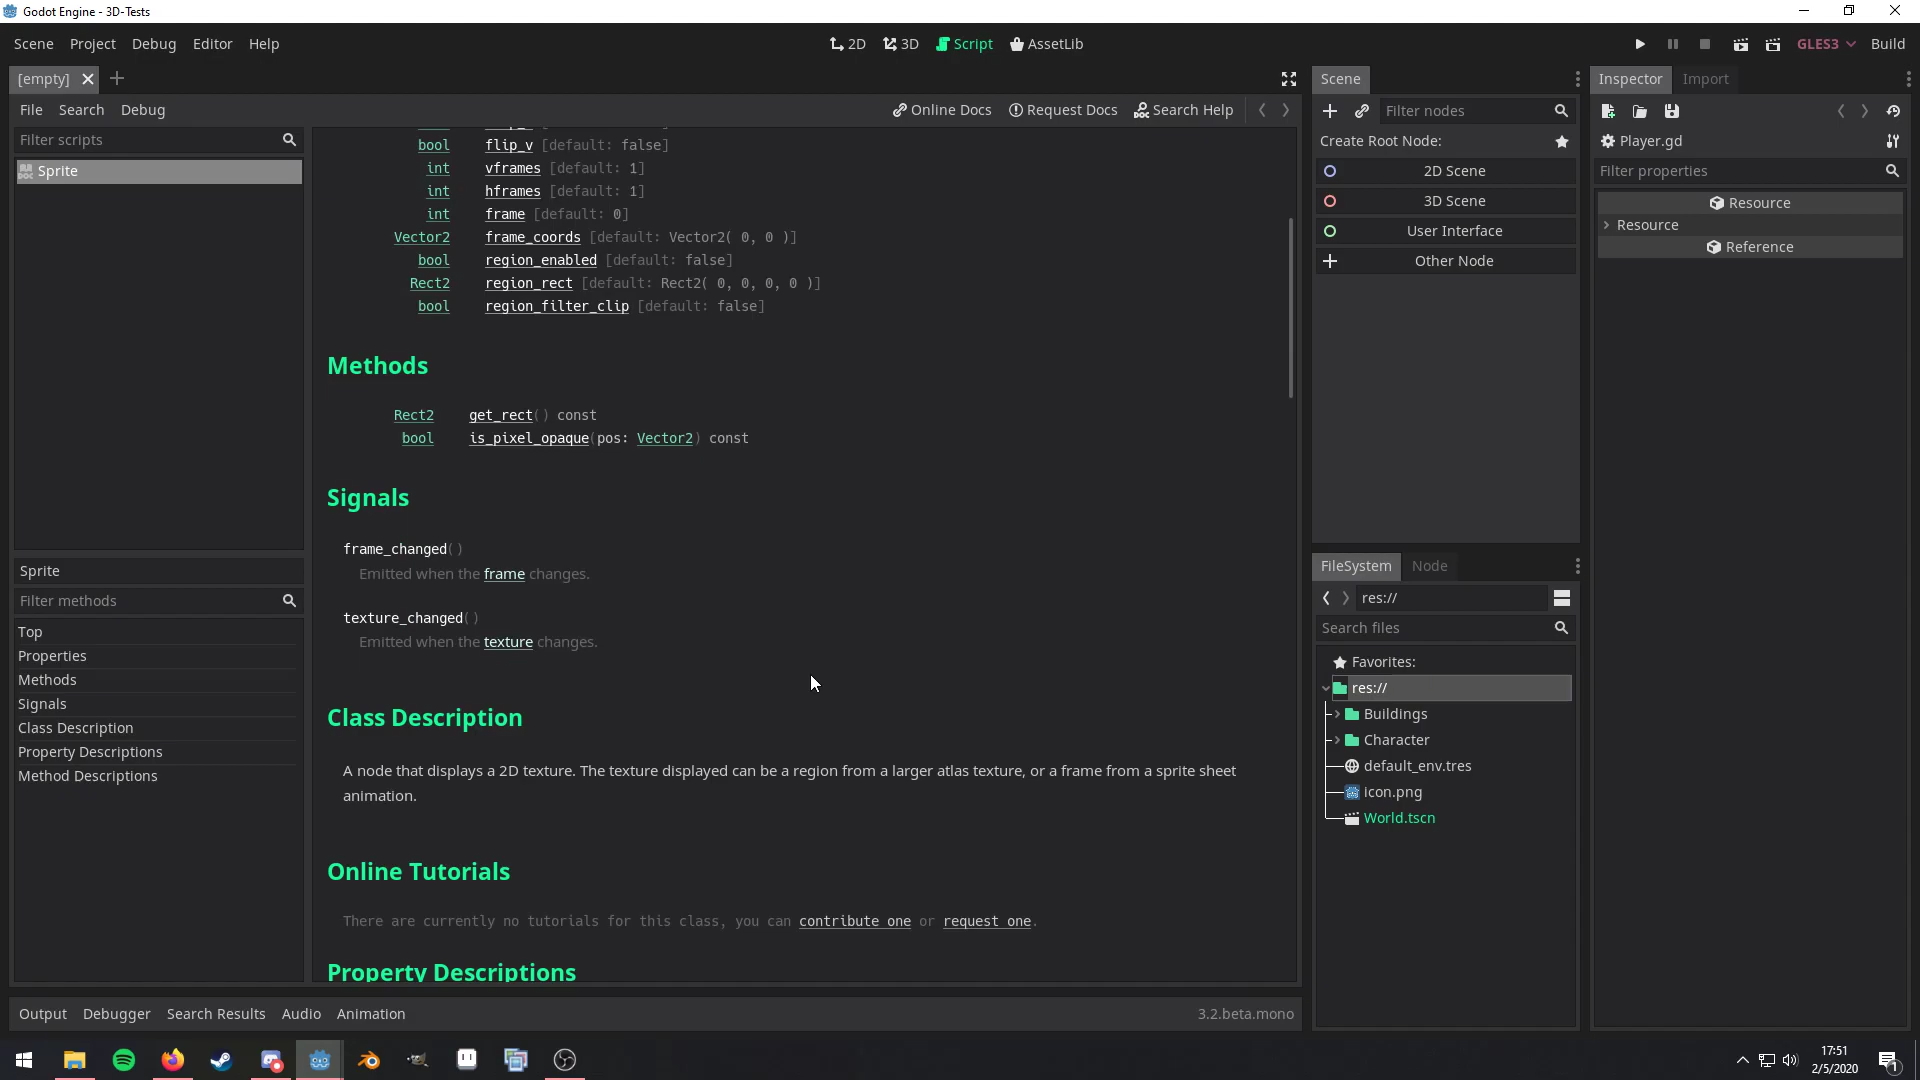 Godot Engine - 3D-Tests
Scene Project Debug Editor Help
2D 3D Script AssetLib
GLES3 Build
[empty]
File Search Debug
Online Docs Request Docs Search Help
Filter scripts
Sprite
Sprite
Filter methods
Top
Properties
Methods
Signals
Class Description
Property Descriptions
Method Descriptions
bool flip_v [default: false]
int vframes [default: 1]
int hframes [default: 1]
int frame [default: 0]
Vector2 frame_coords [default: Vector2( 0, 0 )]
bool region_enabled [default: false]
Rect2 region_rect [default: Rect2( 0, 0, 0, 0 )]
bool region_filter_clip [default: false]
Methods
Rect2 get_rect() const
bool is_pixel_opaque(pos: Vector2) const
Signals
frame_changed()
Emitted when the frame changes.
texture_changed()
Emitted when the texture changes.
Class Description
A node that displays a 2D texture. The texture displayed can be a region from a larger atlas texture, or a frame from a sprite sheet
animation.
Online Tutorials
There are currently no tutorials for this class, you can contribute one or request one.
Property Descriptions
Scene
Filter nodes
Create Root Node:
2D Scene
3D Scene
User Interface
Other Node
FileSystem Node
res://
Search files
Favorites:
res://
Buildings
Character
default_env.tres
icon.png
World.tscn
Inspector Import
Player.gd
Filter properties
Resource
Resource
Reference
Output Debugger Search Results Audio Animation
3.2.beta.mono
17:51
2/5/2020
1